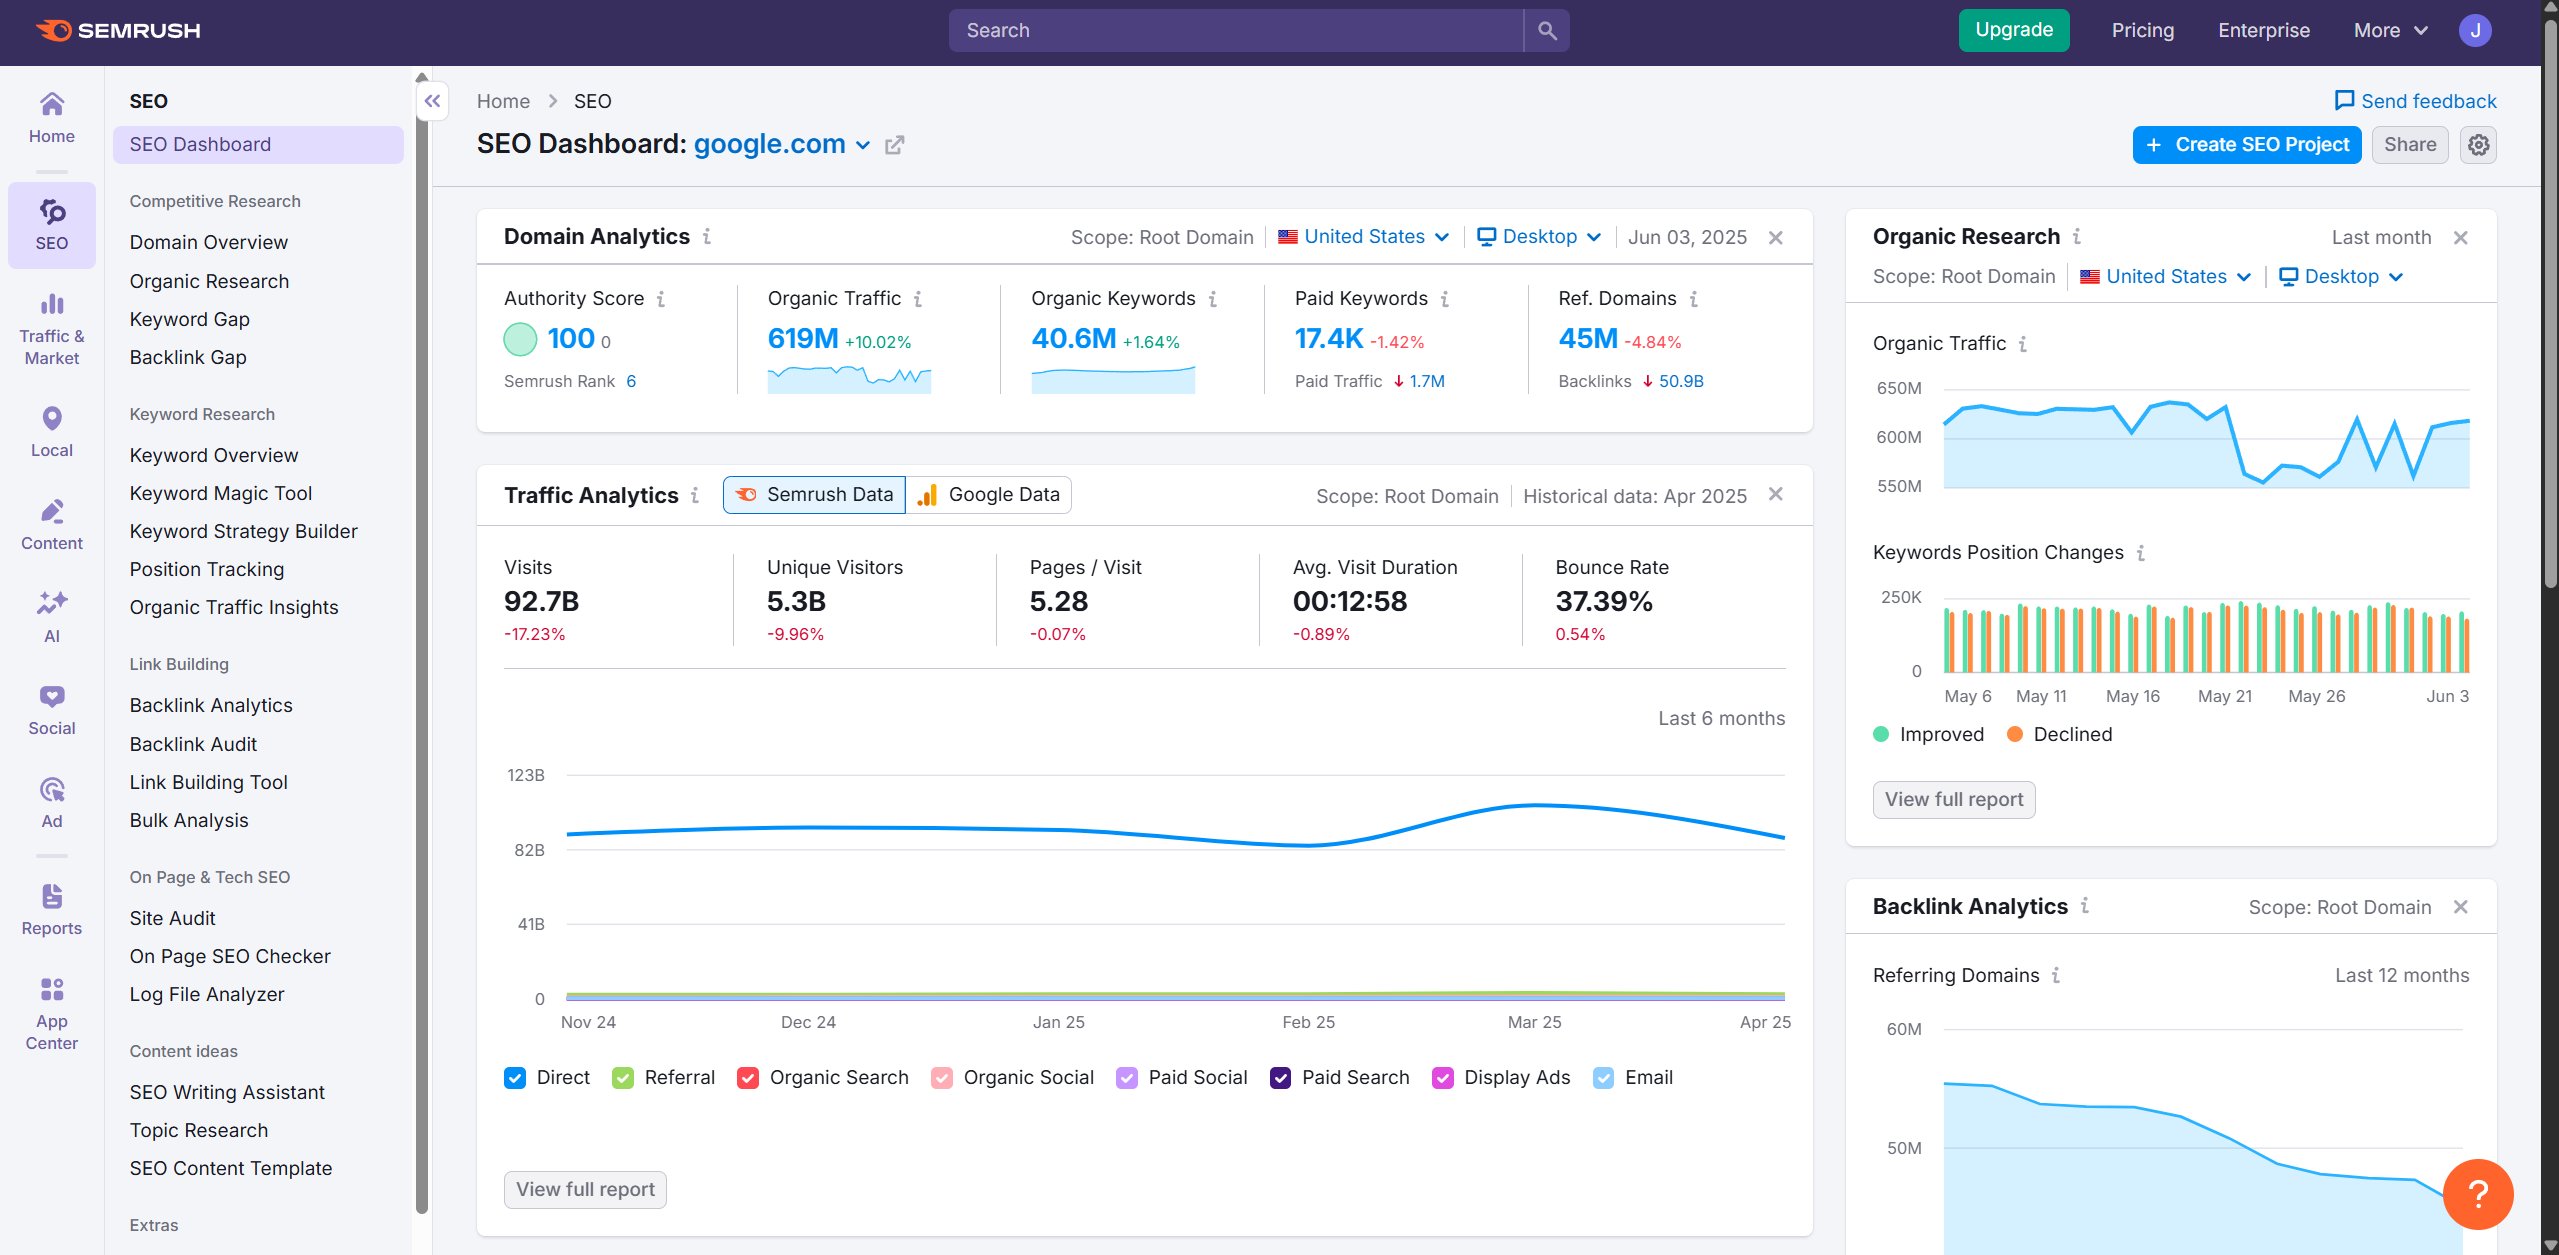 SEMRUSH
Search
Upgrade
Pricing
Enterprise
More
J
Home
SEO
Traffic &
Market
Local
Content
AI
Social
Ad
Reports
App
Center
SEO
SEO Dashboard
Competitive Research
Domain Overview
Organic Research
Keyword Gap
Backlink Gap
Keyword Research
Keyword Overview
Keyword Magic Tool
Keyword Strategy Builder
Position Tracking
Organic Traffic Insights
Link Building
Backlink Analytics
Backlink Audit
Link Building Tool
Bulk Analysis
On Page & Tech SEO
Site Audit
On Page SEO Checker
Log File Analyzer
Content ideas
SEO Writing Assistant
Topic Research
SEO Content Template
Extras
Home > SEO
Send feedback
SEO Dashboard: google.com
+ Create SEO Project
Share
Domain Analytics i
Scope: Root Domain
United States
Desktop
Jun 03, 2025
Authority Score i
100 0
Semrush Rank 6
Organic Traffic i
619M +10.02%
Organic Keywords i
40.6M +1.64%
Paid Keywords i
17.4K -1.42%
Paid Traffic ↓ 1.7M
Ref. Domains i
45M -4.84%
Backlinks ↓ 50.9B
Traffic Analytics i
Semrush Data
Google Data
Scope: Root Domain
Historical data: Apr 2025
Visits
92.7B
-17.23%
Unique Visitors
5.3B
-9.96%
Pages / Visit
5.28
-0.07%
Avg. Visit Duration
00:12:58
-0.89%
Bounce Rate
37.39%
0.54%
Last 6 months
123B
82B
41B
0
Nov 24 Dec 24 Jan 25 Feb 25 Mar 25 Apr 25
Direct Referral Organic Search Organic Social Paid Social Paid Search Display Ads Email
View full report
Organic Research i
Last month
Scope: Root Domain
United States
Desktop
Organic Traffic i
650M
600M
550M
Keywords Position Changes i
250K
0
May 6 May 11 May 16 May 21 May 26 Jun 3
Improved Declined
View full report
Backlink Analytics i
Scope: Root Domain
Referring Domains i
Last 12 months
60M
50M
?